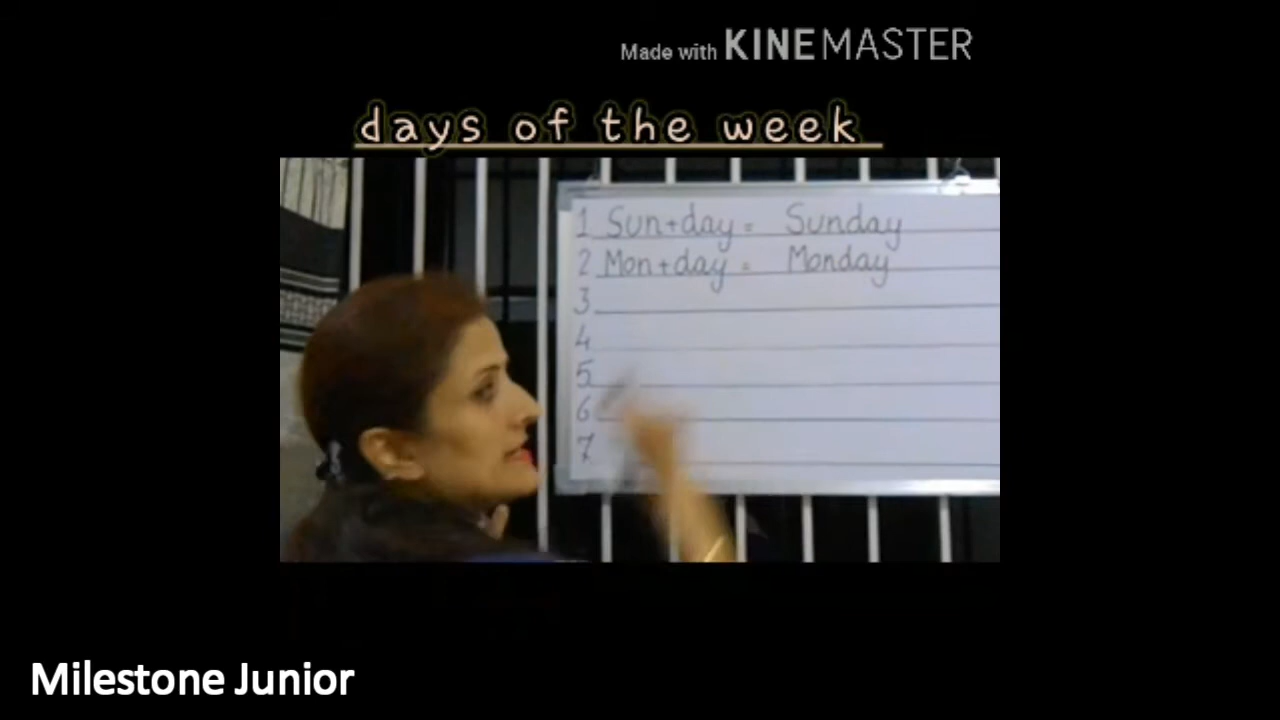 Made with KINEMASTER
days of the week
1 Sun+day = Sunday
2 Mon+day = Monday
3
4
5
6
7
Milestone Junior